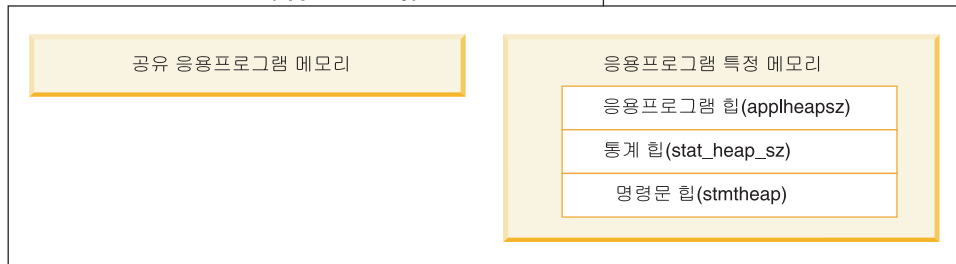 공유 응용프로그램 메모리
응용프로그램 특정 메모리
응용프로그램 힙(applheapsz)
통계 힙(stat_heap_sz)
명령문 힙(stmtheap)